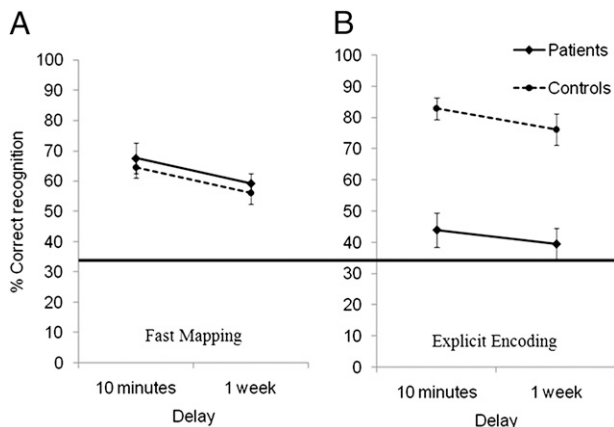 A
100
90
80
70
60
50
40
30
20
10
0
% Correct recognition
Fast Mapping
10 minutes 1 week
Delay
B
Patients
Controls
100
90
80
70
60
50
40
30
20
10
0
Explicit Encoding
10 minutes 1 week
Delay